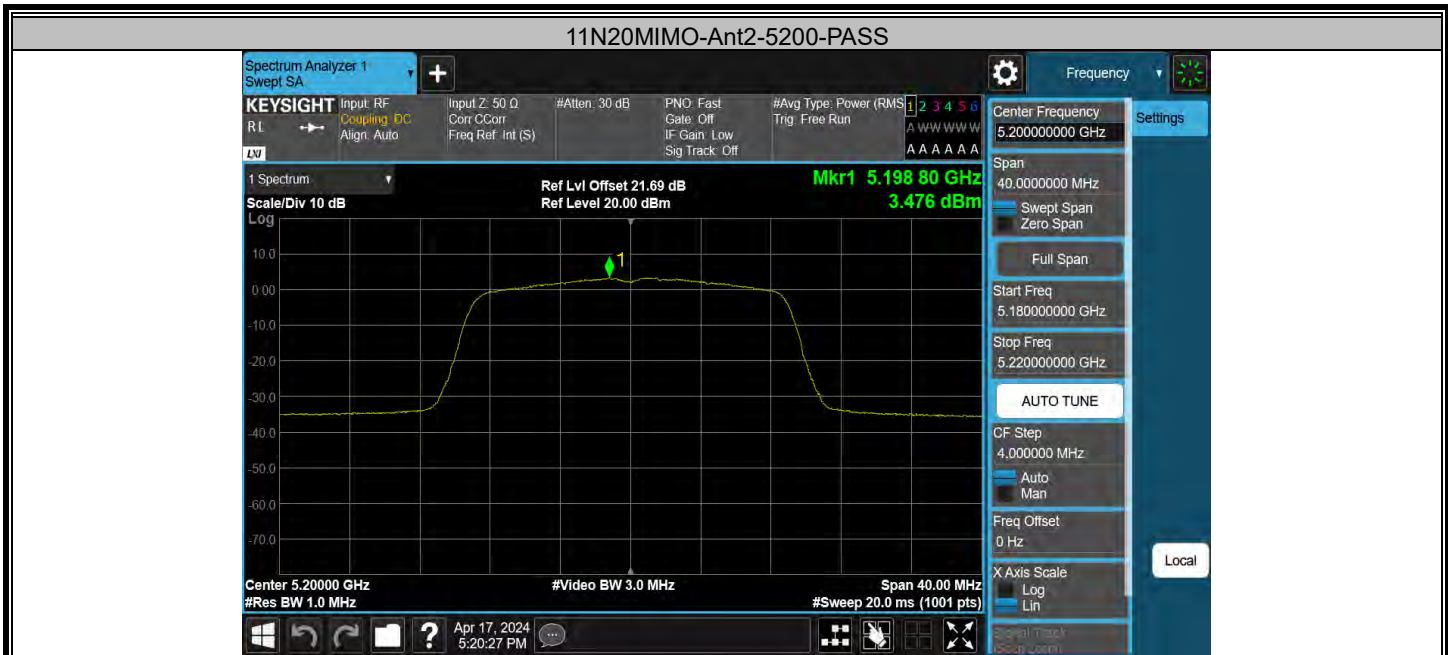 11N20MIMO-Ant2-5200-PASS
Spectrum Analyzer 1
Swept SA
+
Frequency
KEYSIGHT
RL
LXI
Input: RF
Coupling: DC
Align: Auto
Input Z: 50 Ω
Corr CCorr
Freq Ref: Int (S)
#Atten: 30 dB
PNO: Fast
Gate: Off
IF Gain: Low
Sig Track: Off
#Avg Type: Power (RMS
Trig: Free Run
1 2 3 4 5 6
A W W W W W
A A A A A A
1 Spectrum
Scale/Div 10 dB
Log
Ref Lvl Offset 21.69 dB
Ref Level 20.00 dBm
Mkr1 5.198 80 GHz
3.476 dBm
1
10.0
0.00
-10.0
-20.0
-30.0
-40.0
-50.0
-60.0
-70.0
Center 5.20000 GHz
#Res BW 1.0 MHz
#Video BW 3.0 MHz
Span 40.00 MHz
#Sweep 20.0 ms (1001 pts)
Center Frequency
5.200000000 GHz
Settings
Span
40.0000000 MHz
Swept Span
Zero Span
Full Span
Start Freq
5.180000000 GHz
Stop Freq
5.220000000 GHz
AUTO TUNE
CF Step
4.000000 MHz
Auto
Man
Freq Offset
0 Hz
X Axis Scale
Log
Lin
Local
?
Apr 17, 2024
5:20:27 PM